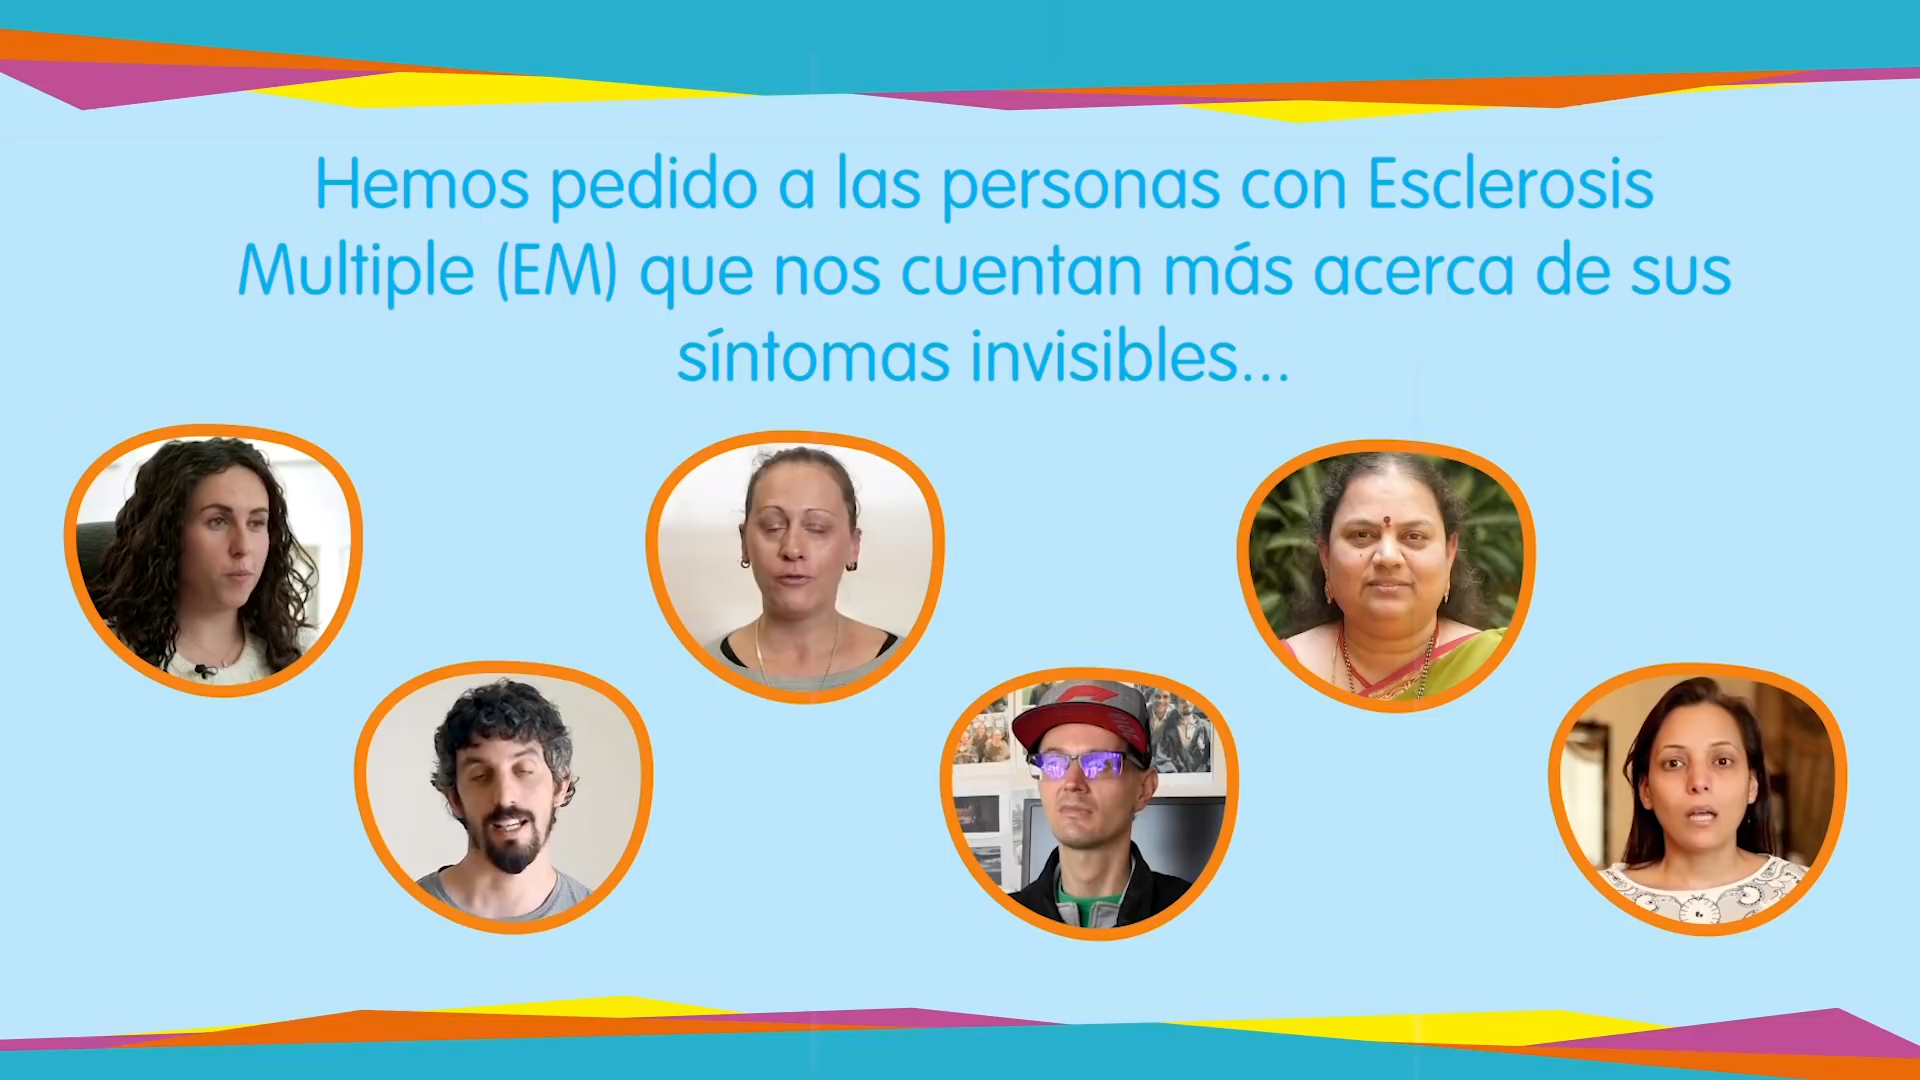 Hemos pedido a las personas con Esclerosis
Multiple (EM) que nos cuentan más acerca de sus
síntomas invisibles...